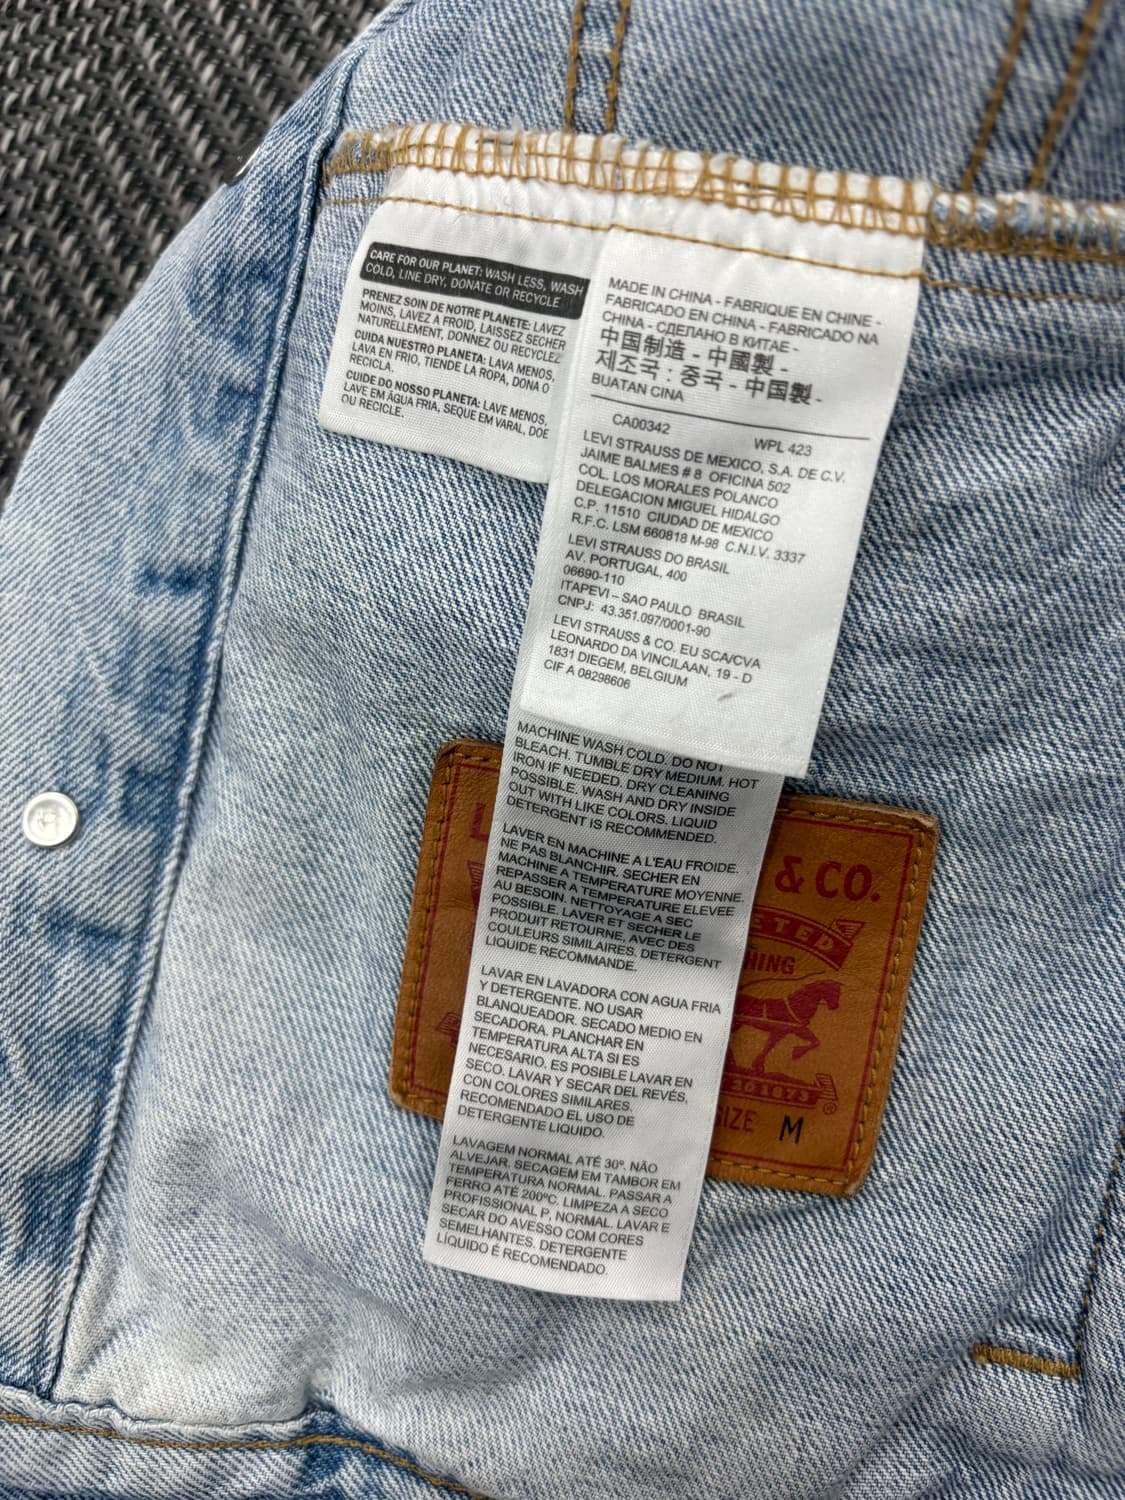 CARE FOR OUR PLANET: WASH LESS, WASH
COLD, LINE DRY, DONATE OR RECYCLE
PRENEZ SOIN DE NOTRE PLANETE: LAVEZ
MOINS, LAVEZ A FROID, LAISSEZ SECHER
NATURELLEMENT, DONNEZ OU RECYCLEZ
CUIDA NUESTRO PLANETA: LAVA MENOS,
LAVA EN FRIO, TIENDE LA ROPA, DONA O
RECICLA.
CUIDE DO NOSSO PLANETA: LAVE MENOS,
LAVE EM ÁGUA FRIA, SEQUE EM VARAL, DOE
OU RECICLE.
MADE IN CHINA - FABRIQUE EN CHINE -
FABRICADO EN CHINA - FABRICADO NA
CHINA - СДЕЛАНО В КИТАЕ -
中国制造 - 中國製 -
제조국 : 중국 - 中国製 -
BUATAN CINA
CA00342 WPL 423
LEVI STRAUSS DE MEXICO, S.A. DE C.V.
JAIME BALMES # 8 OFICINA 502
COL. LOS MORALES POLANCO
DELEGACION MIGUEL HIDALGO
C.P. 11510 CIUDAD DE MEXICO
R.F.C. LSM 660818 M-98 C.N.I.V. 3337
LEVI STRAUSS DO BRASIL
AV. PORTUGAL, 400
06690-110
ITAPEVI – SAO PAULO BRASIL
CNPJ: 43.351.097/0001-90
LEVI STRAUSS & CO. EU SCA/CVA
LEONARDO DA VINCILAAN, 19 - D
1831 DIEGEM, BELGIUM
CIF A 08298606
MACHINE WASH COLD. DO NOT
BLEACH. TUMBLE DRY MEDIUM. HOT
IRON IF NEEDED. DRY CLEANING
POSSIBLE. WASH AND DRY INSIDE
OUT WITH LIKE COLORS. LIQUID
DETERGENT IS RECOMMENDED.
LAVER EN MACHINE A L'EAU FROIDE.
NE PAS BLANCHIR. SECHER EN
MACHINE A TEMPERATURE MOYENNE.
REPASSER A TEMPERATURE ELEVEE
AU BESOIN. NETTOYAGE A SEC
POSSIBLE. LAVER ET SECHER LE
PRODUIT RETOURNE, AVEC DES
COULEURS SIMILAIRES. DETERGENT
LIQUIDE RECOMMANDE.
LAVAR EN LAVADORA CON AGUA FRIA
Y DETERGENTE. NO USAR
BLANQUEADOR. SECADO MEDIO EN
SECADORA. PLANCHAR EN
TEMPERATURA ALTA SI ES
NECESARIO. ES POSIBLE LAVAR EN
SECO. LAVAR Y SECAR DEL REVÉS,
CON COLORES SIMILARES.
RECOMENDADO EL USO DE
DETERGENTE LIQUIDO.
LAVAGEM NORMAL ATÉ 30º. NÃO
ALVEJAR. SECAGEM EM TAMBOR EM
TEMPERATURA NORMAL. PASSAR A
FERRO ATÉ 200ºC. LIMPEZA A SECO
PROFISSIONAL P, NORMAL. LAVAR E
SECAR DO AVESSO COM CORES
SEMELHANTES. DETERGENTE
LÍQUIDO É RECOMENDADO.
& CO.
SIZE M